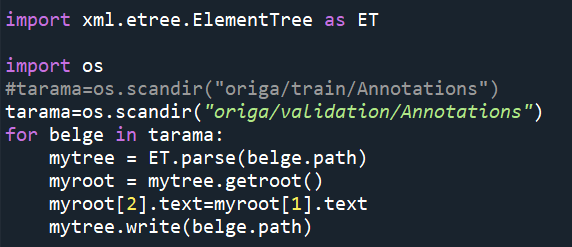 import xml.etree.ElementTree as ET
import os
#tarama=os.scandir("origa/train/Annotations")
tarama=os.scandir("origa/validation/Annotations")
for belge in tarama:
    mytree = ET.parse(belge.path)
    myroot = mytree.getroot()
    myroot[2].text=myroot[1].text
    mytree.write(belge.path)